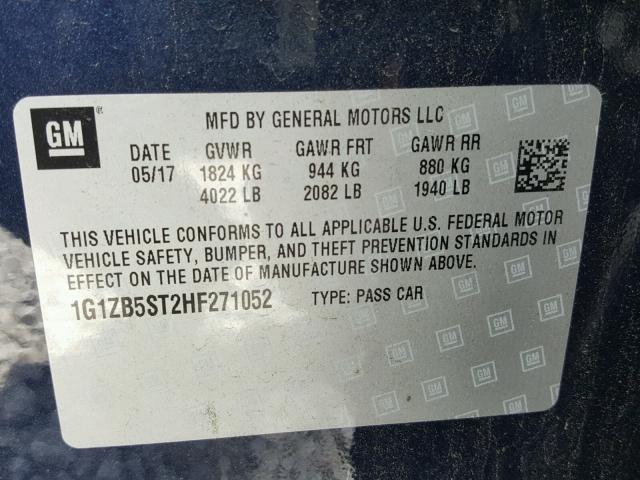 GM ®
MFD BY GENERAL MOTORS LLC
DATE GVWR GAWR FRT GAWR RR
05/17 1824 KG 944 KG 880 KG
4022 LB 2082 LB 1940 LB
THIS VEHICLE CONFORMS TO ALL APPLICABLE U.S. FEDERAL MOTOR
VEHICLE SAFETY, BUMPER, AND THEFT PREVENTION STANDARDS IN
EFFECT ON THE DATE OF MANUFACTURE SHOWN ABOVE.
1G1ZB5ST2HF271052 TYPE: PASS CAR